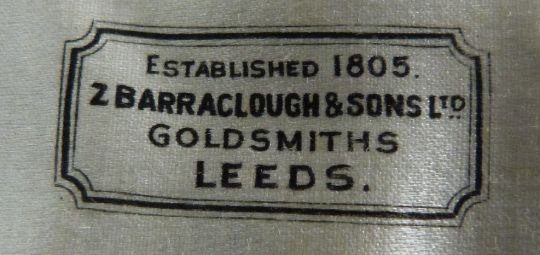 ESTABLISHED 1805.
Z BARRACLOUGH & SONS LTD
GOLDSMITHS
LEEDS.